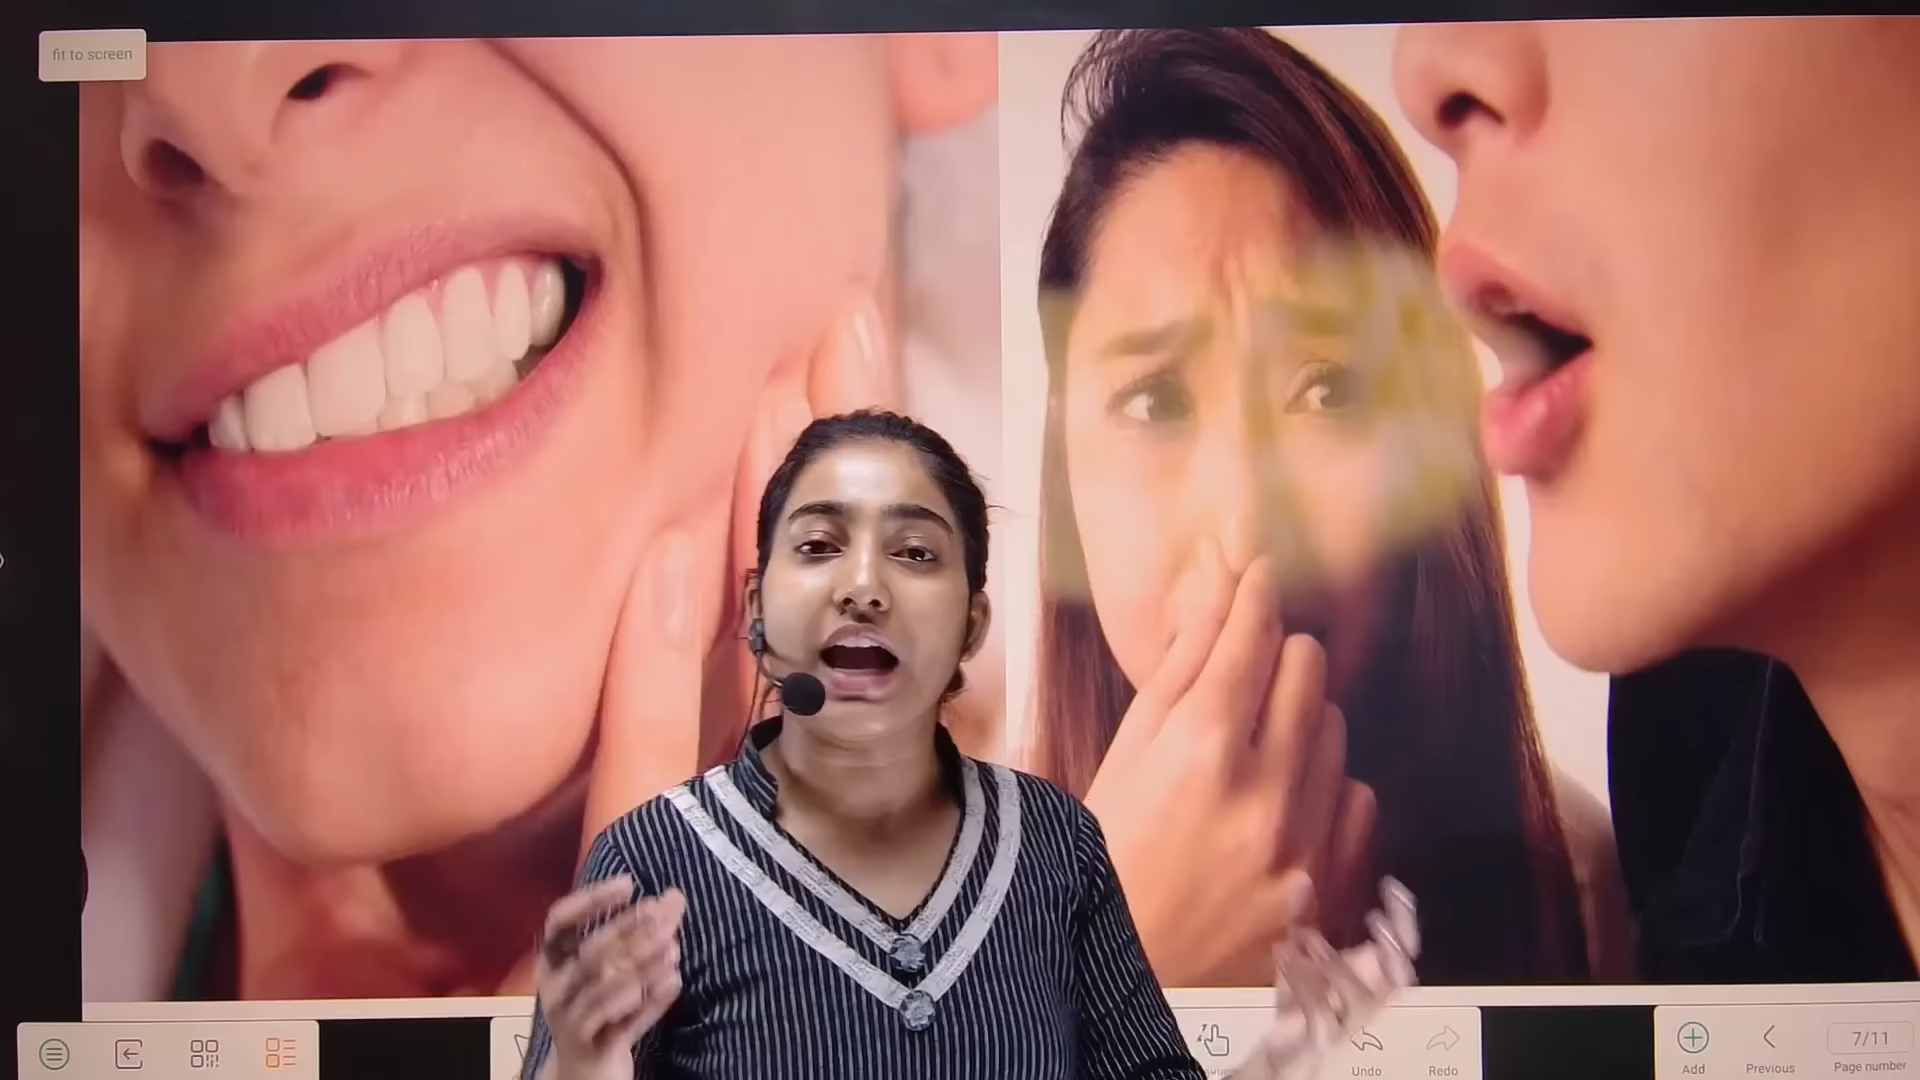 fit to screen
Undo
Redo
Add
Previous
7/11
Page number